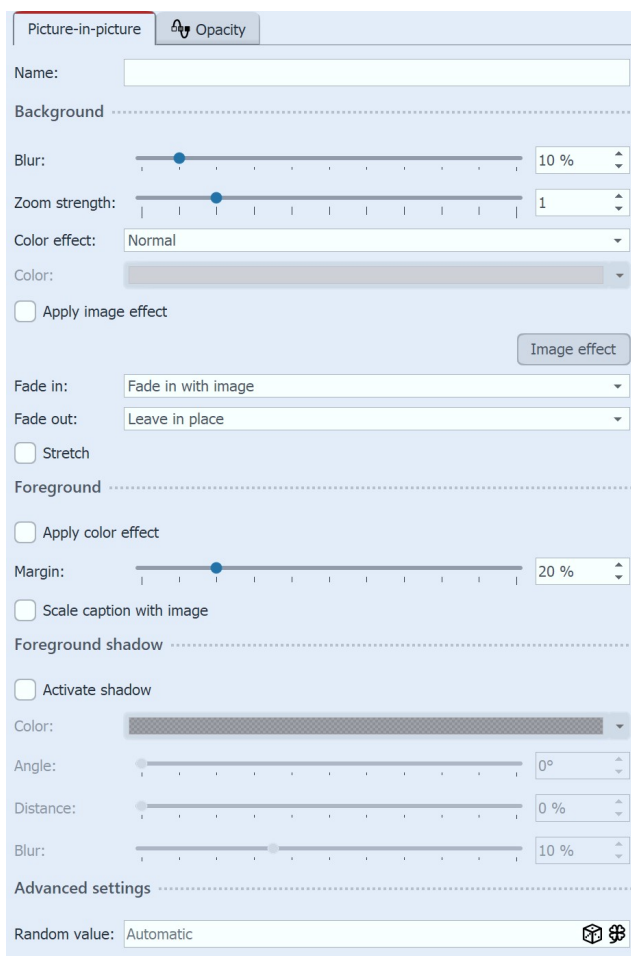 Picture-in-picture Opacity
Name:
Background
Blur: 10 %
Zoom strength: 1
Color effect: Normal
Color:
Apply image effect
Image effect
Fade in: Fade in with image
Fade out: Leave in place
Stretch
Foreground
Apply color effect
Margin: 20 %
Scale caption with image
Foreground shadow
Activate shadow
Color:
Angle: 0°
Distance: 0 %
Blur: 10 %
Advanced settings
Random value: Automatic